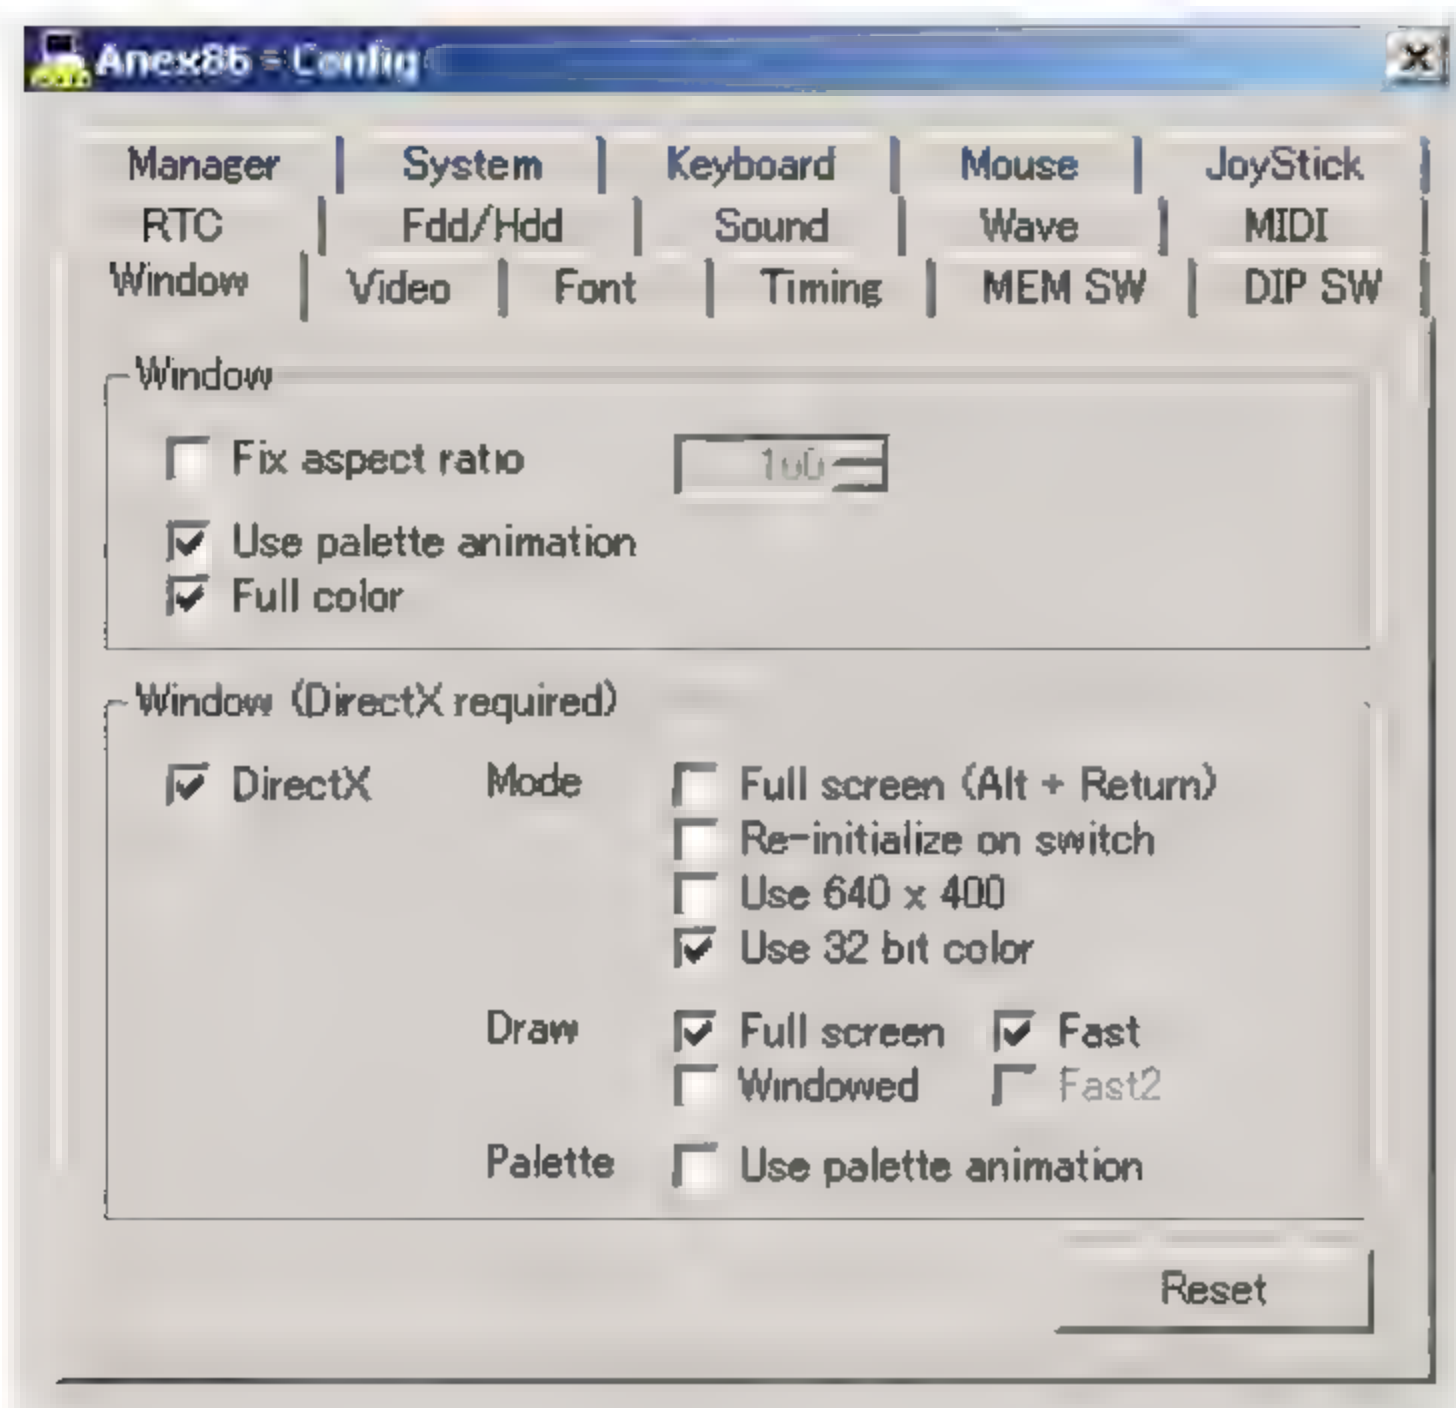 Anex86 - Config
Manager System Keyboard Mouse JoyStick
RTC Fdd/Hdd Sound Wave MIDI
Window Video Font Timing MEM SW DIP SW
Window
Fix aspect ratio 100
Use palette animation
Full color
Window (DirectX required)
DirectX Mode Full screen (Alt + Return)
Re-initialize on switch
Use 640 x 400
Use 32 bit color
Draw Full screen Fast
Windowed Fast2
Palette Use palette animation
Reset